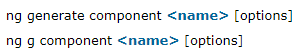 ng generate component <name> [options]
ng g component <name> [options]